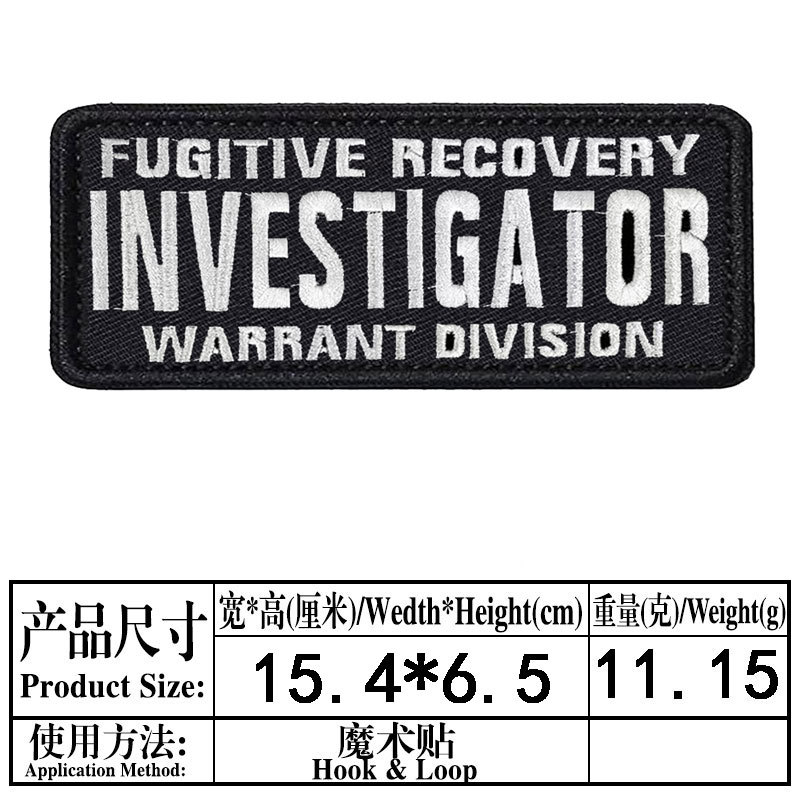 FUGITIVE RECOVERY
INVESTIGATOR
WARRANT DIVISION
产品尺寸
Product Size:
宽*高(厘米)/Wedth*Height(cm)
重量(克)/Weight(g)
15.4*6.5
11.15
使用方法:
Application Method:
魔术贴
Hook & Loop